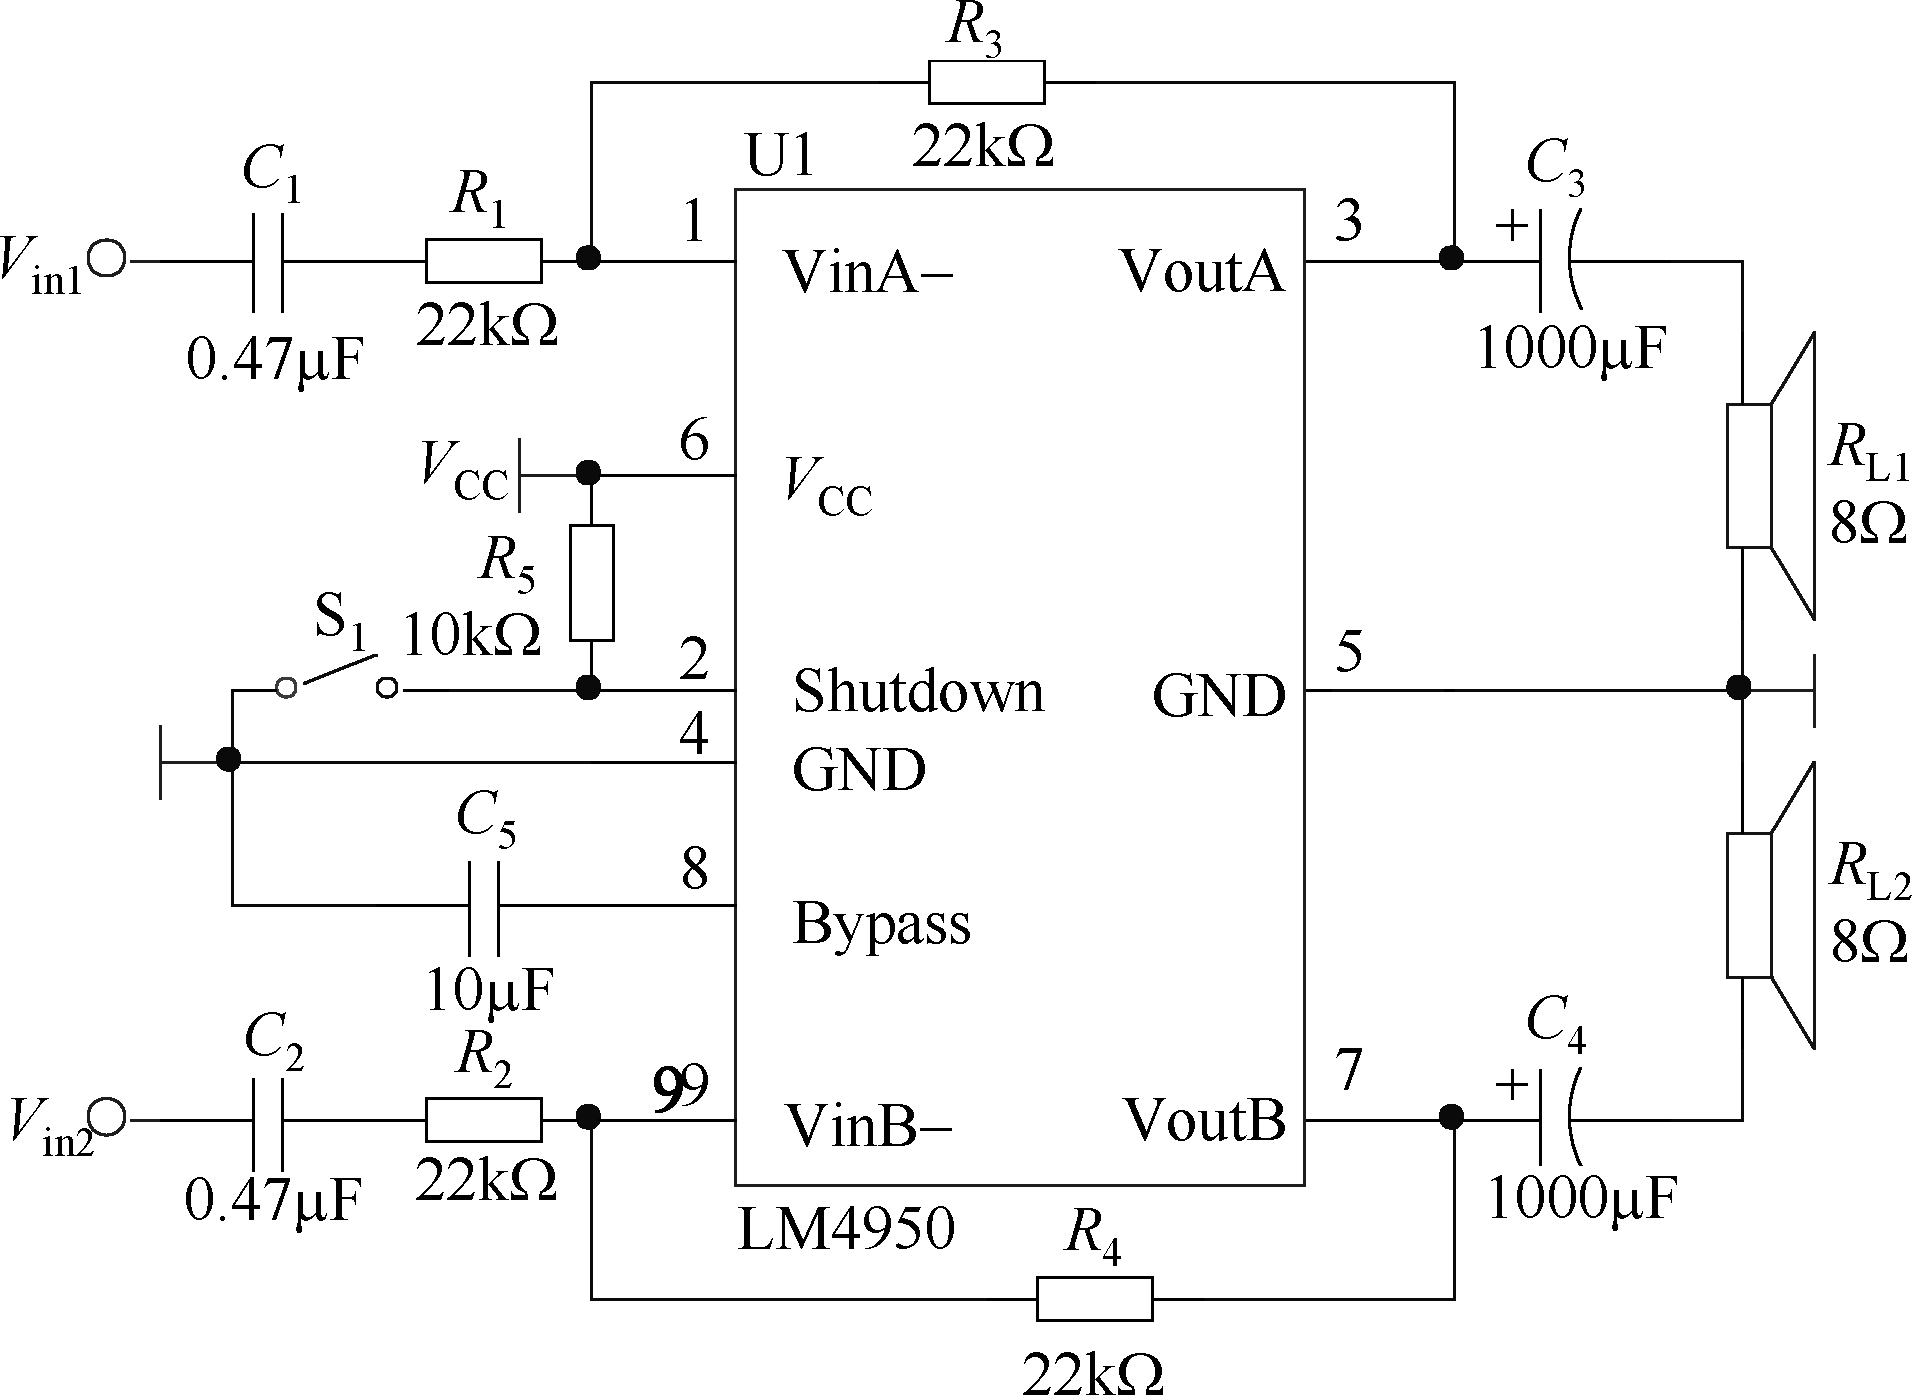 R3
22kΩ
U1
C1
R1
1
3
C3
+
Vin1
VinA–
VoutA
22kΩ
0.47μF
1000μF
6
VCC
VCC
RL1
8Ω
R5
10kΩ
S1
2
5
Shutdown
GND
4
GND
C5
8
Bypass
10μF
RL2
8Ω
C2
R2
99
7
C4
+
Vin2
VinB–
VoutB
22kΩ
0.47μF
1000μF
LM4950
R4
22kΩ